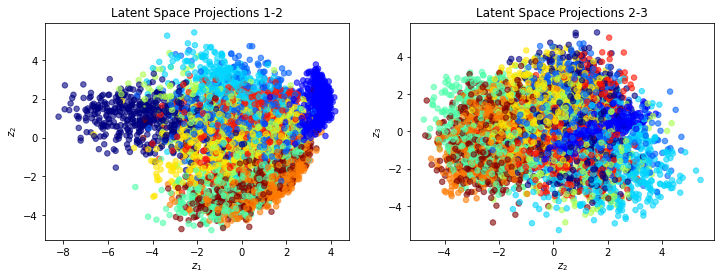 Latent Space Projections 1-2
z₂
4
2
0
−2
−4
−8 −6 −4 −2 0 2 4
z₁
Latent Space Projections 2-3
z₃
4
2
0
−2
−4
−4 −2 0 2 4
z₂